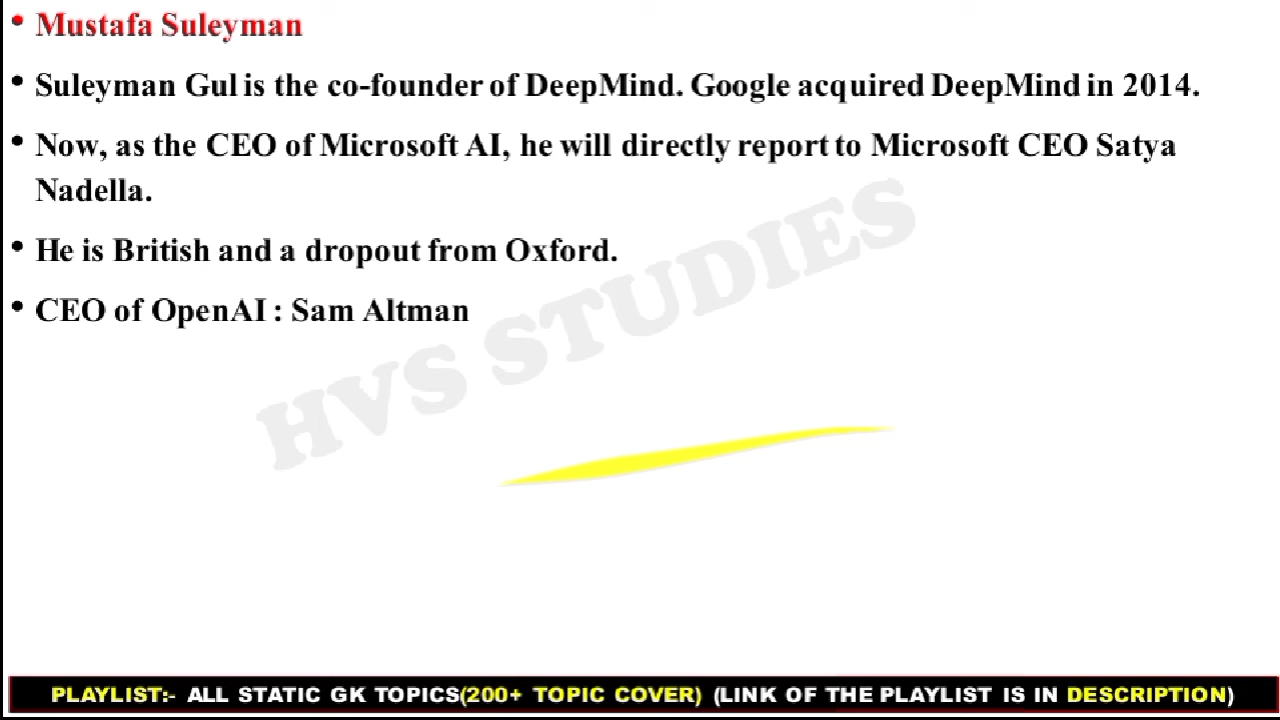 • Mustafa Suleyman
• Suleyman Gul is the co-founder of DeepMind. Google acquired DeepMind in 2014.
• Now, as the CEO of Microsoft AI, he will directly report to Microsoft CEO Satya
Nadella.
• He is British and a dropout from Oxford.
• CEO of OpenAI : Sam Altman
HVS STUDIES
PLAYLIST:- ALL STATIC GK TOPICS(200+ TOPIC COVER) (LINK OF THE PLAYLIST IS IN DESCRIPTION)